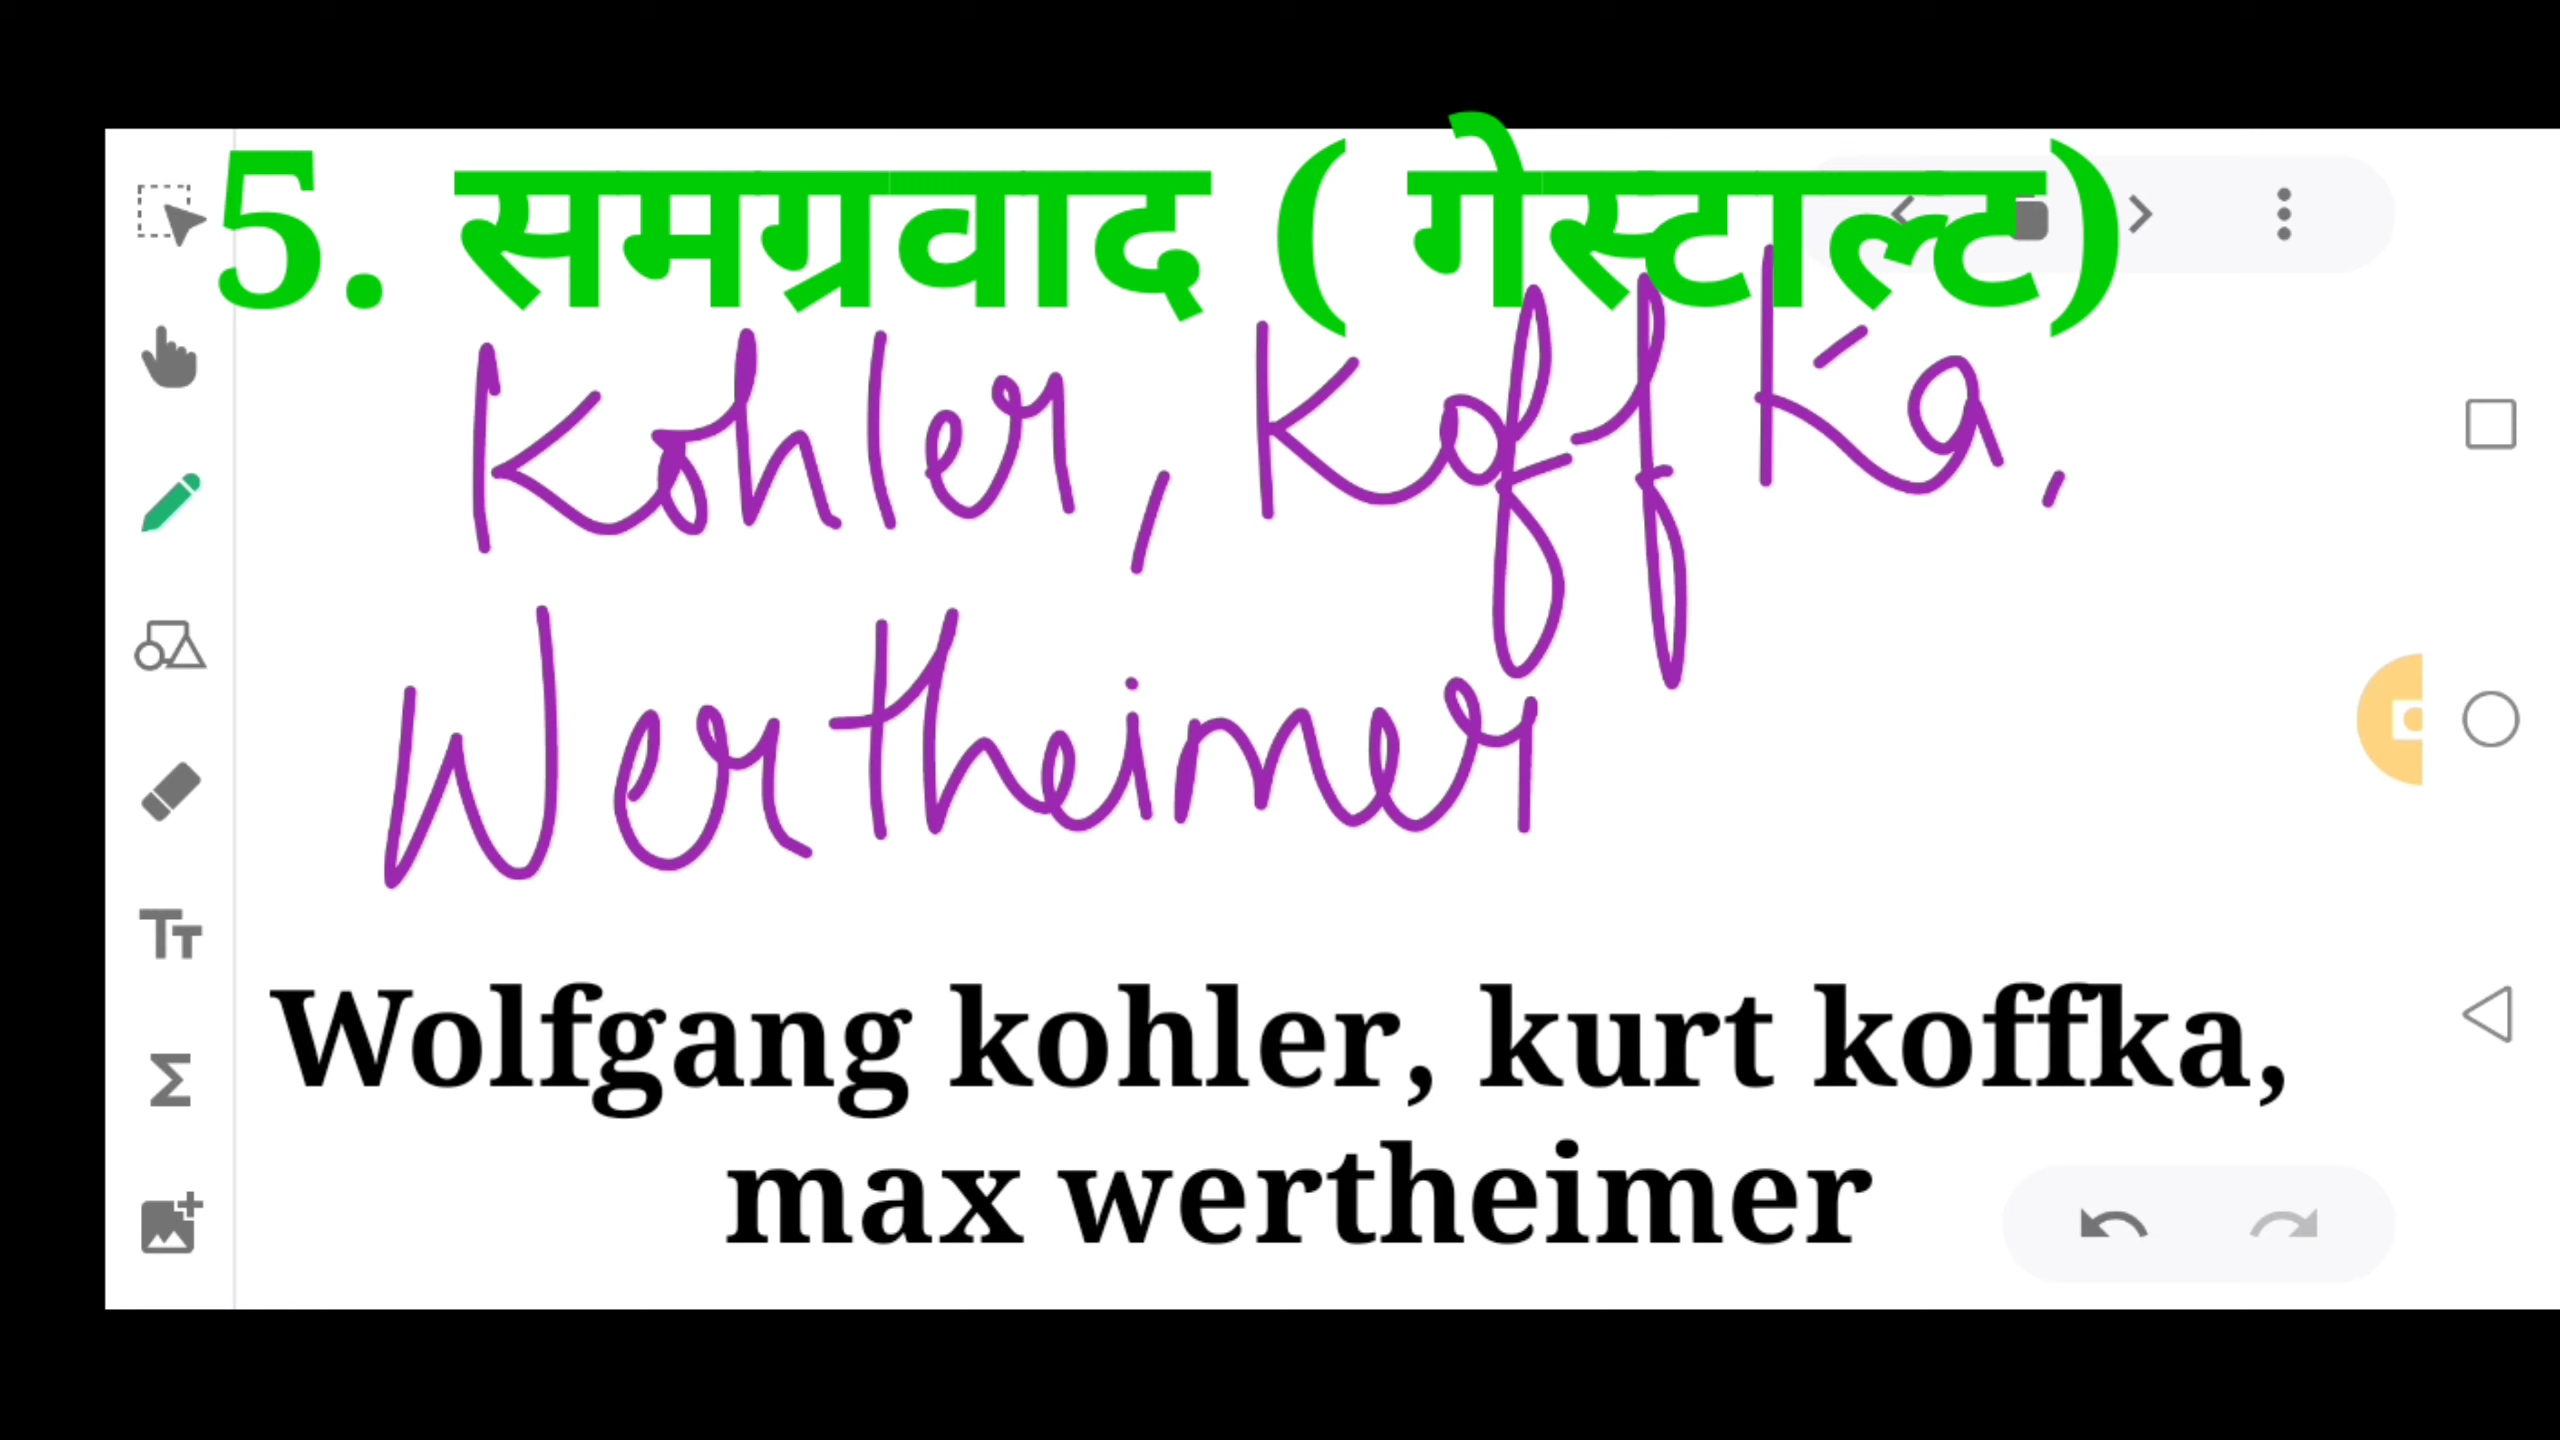 5. समग्रवाद ( गेस्टाल्ट)
Kohler, Koffka,
Wertheimer
Wolfgang kohler, kurt koffka,
max wertheimer